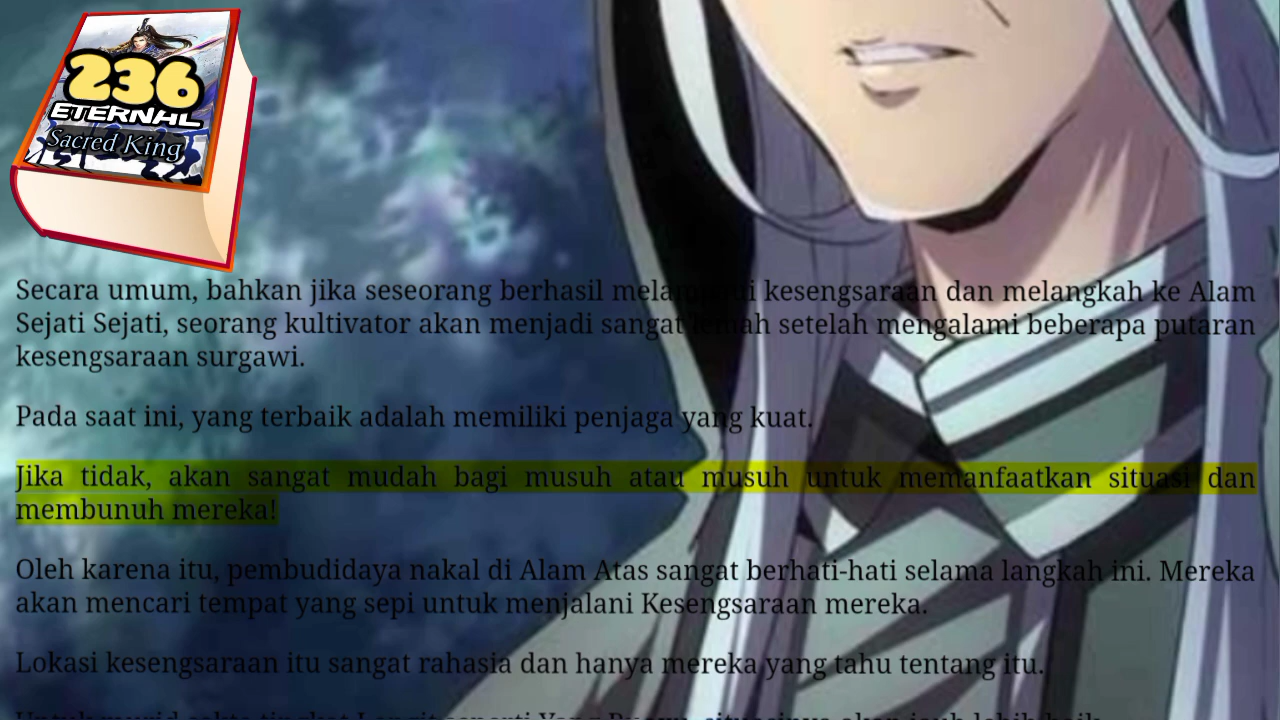 236
ETERNAL
Sacred King
Secara umum, bahkan jika seseorang berhasil melampaui kesengsaraan dan melangkah ke Alam
Sejati Sejati, seorang kultivator akan menjadi sangat lemah setelah mengalami beberapa putaran
kesengsaraan surgawi.
Pada saat ini, yang terbaik adalah memiliki penjaga yang kuat.
Jika tidak, akan sangat mudah bagi musuh atau musuh untuk memanfaatkan situasi dan
membunuh mereka!
Oleh karena itu, pembudidaya nakal di Alam Atas sangat berhati-hati selama langkah ini. Mereka
akan mencari tempat yang sepi untuk menjalani Kesengsaraan mereka.
Lokasi kesengsaraan itu sangat rahasia dan hanya mereka yang tahu tentang itu.